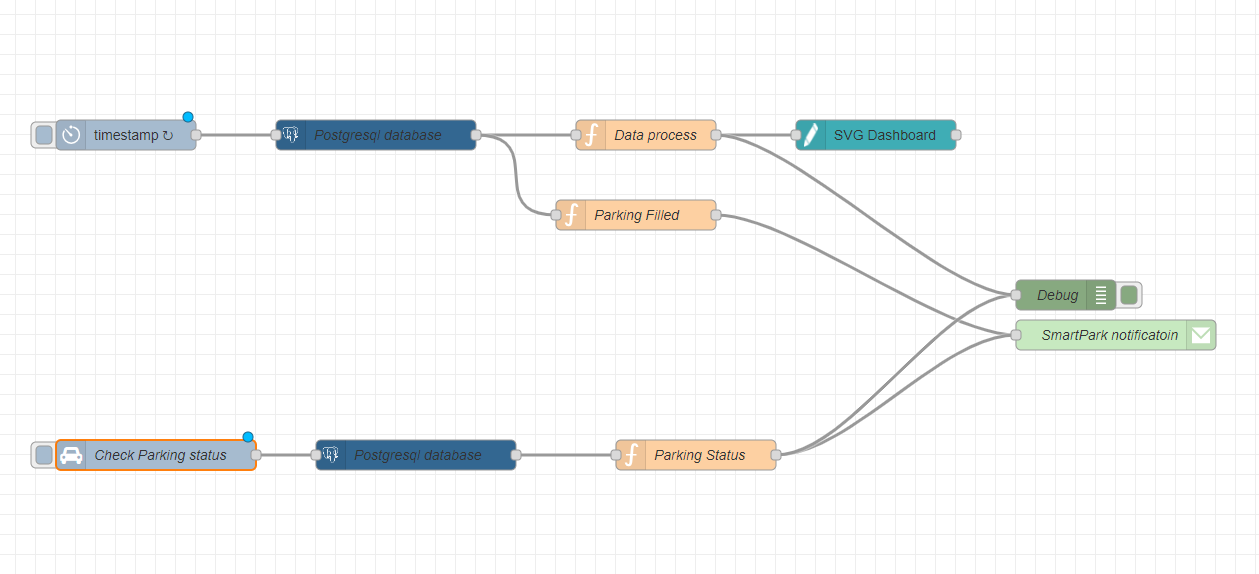 timestamp ↻
Postgresql database
Data process
SVG Dashboard
Parking Filled
Debug
SmartPark notificatoin
Check Parking status
Postgresql database
Parking Status